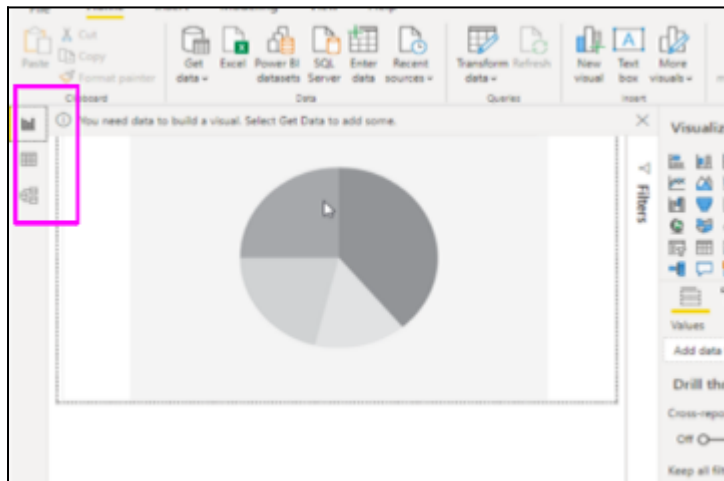 File
Cut
Copy
Format painter
Paste
Clipboard
Get data
Excel
Power BI datasets
SQL Server
Enter data
Recent sources
Data
Transform data
Refresh
Queries
New visual
Text box
More visuals
Insert
You need data to build a visual. Select Get Data to add some.
Filters
Visualiz
Values
Add data
Drill th
Cross-repo
Off
Keep all filt